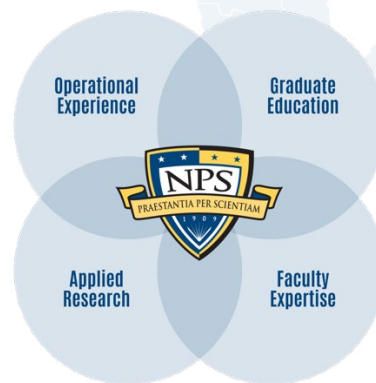 Operational
Experience
Graduate
Education
NPS
PRAESTANTIA PER SCIENTIAM
1909
Applied
Research
Faculty
Expertise